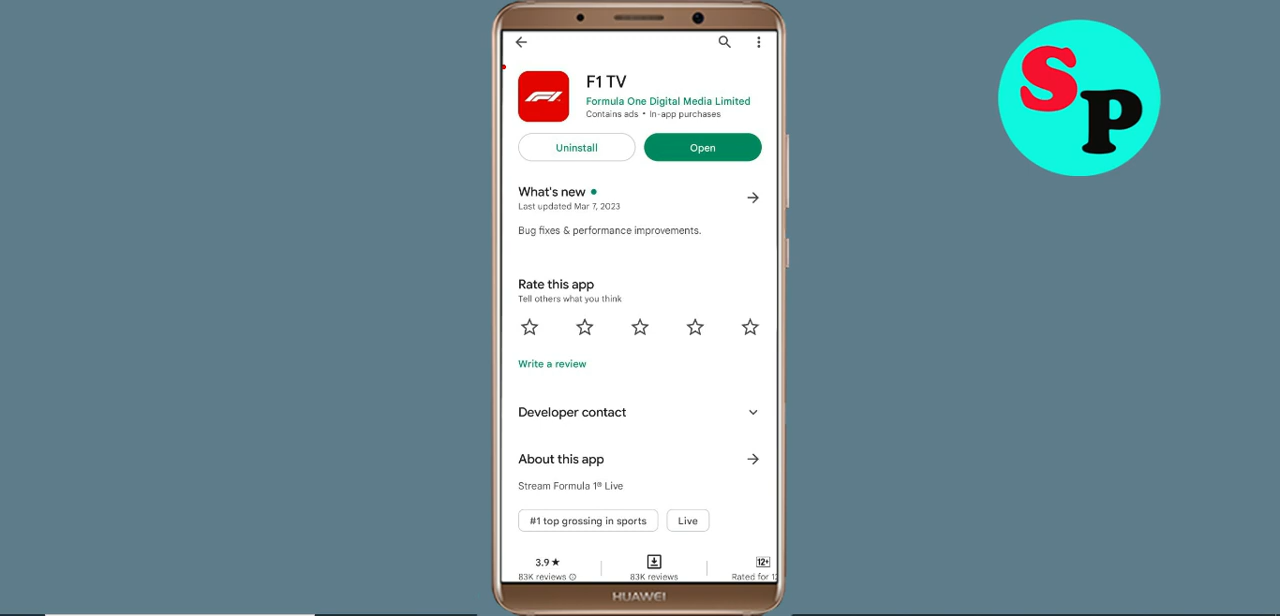 F1 TV
Formula One Digital Media Limited
Contains ads • In-app purchases
Uninstall
Open
What's new
Last updated Mar 7, 2023
Bug fixes & performance improvements.
Rate this app
Tell others what you think
Write a review
Developer contact
About this app
Stream Formula 1® Live
#1 top grossing in sports
Live
3.9★
12+
83K reviews
83K reviews
Rated for 12
HUAWEI
SP